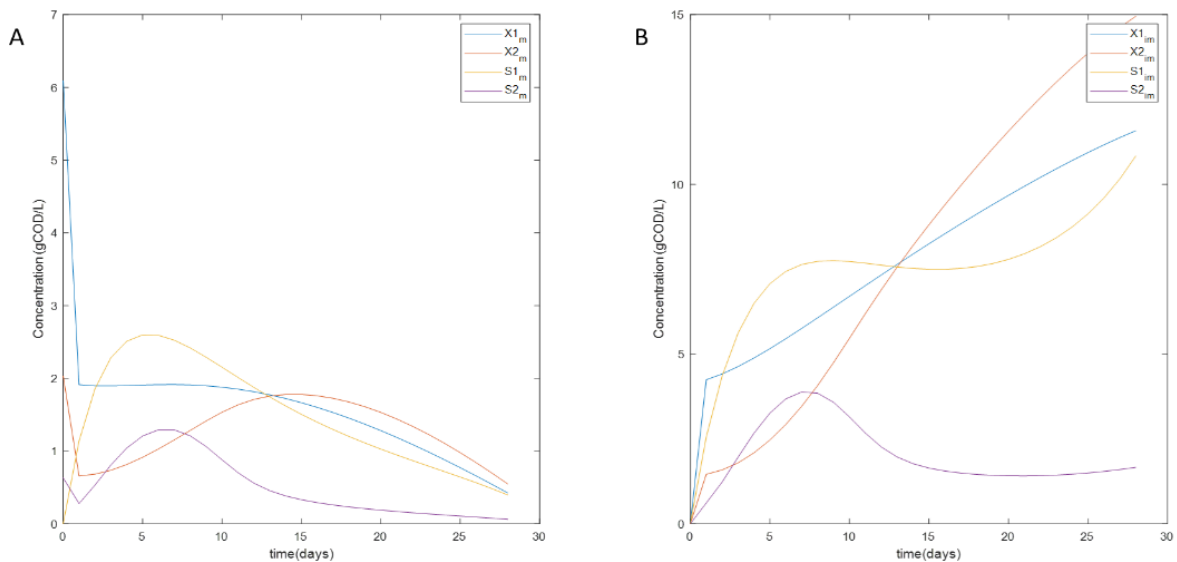 A
7
6
5
4
3
2
1
0
Concentration(gCOD/L)
X1m
X2m
S1m
S2m
0 5 10 15 20 25 30
time(days)
B
15
10
5
0
Concentration(gCOD/L)
X1im
X2im
S1im
S2im
0 5 10 15 20 25 30
time(days)